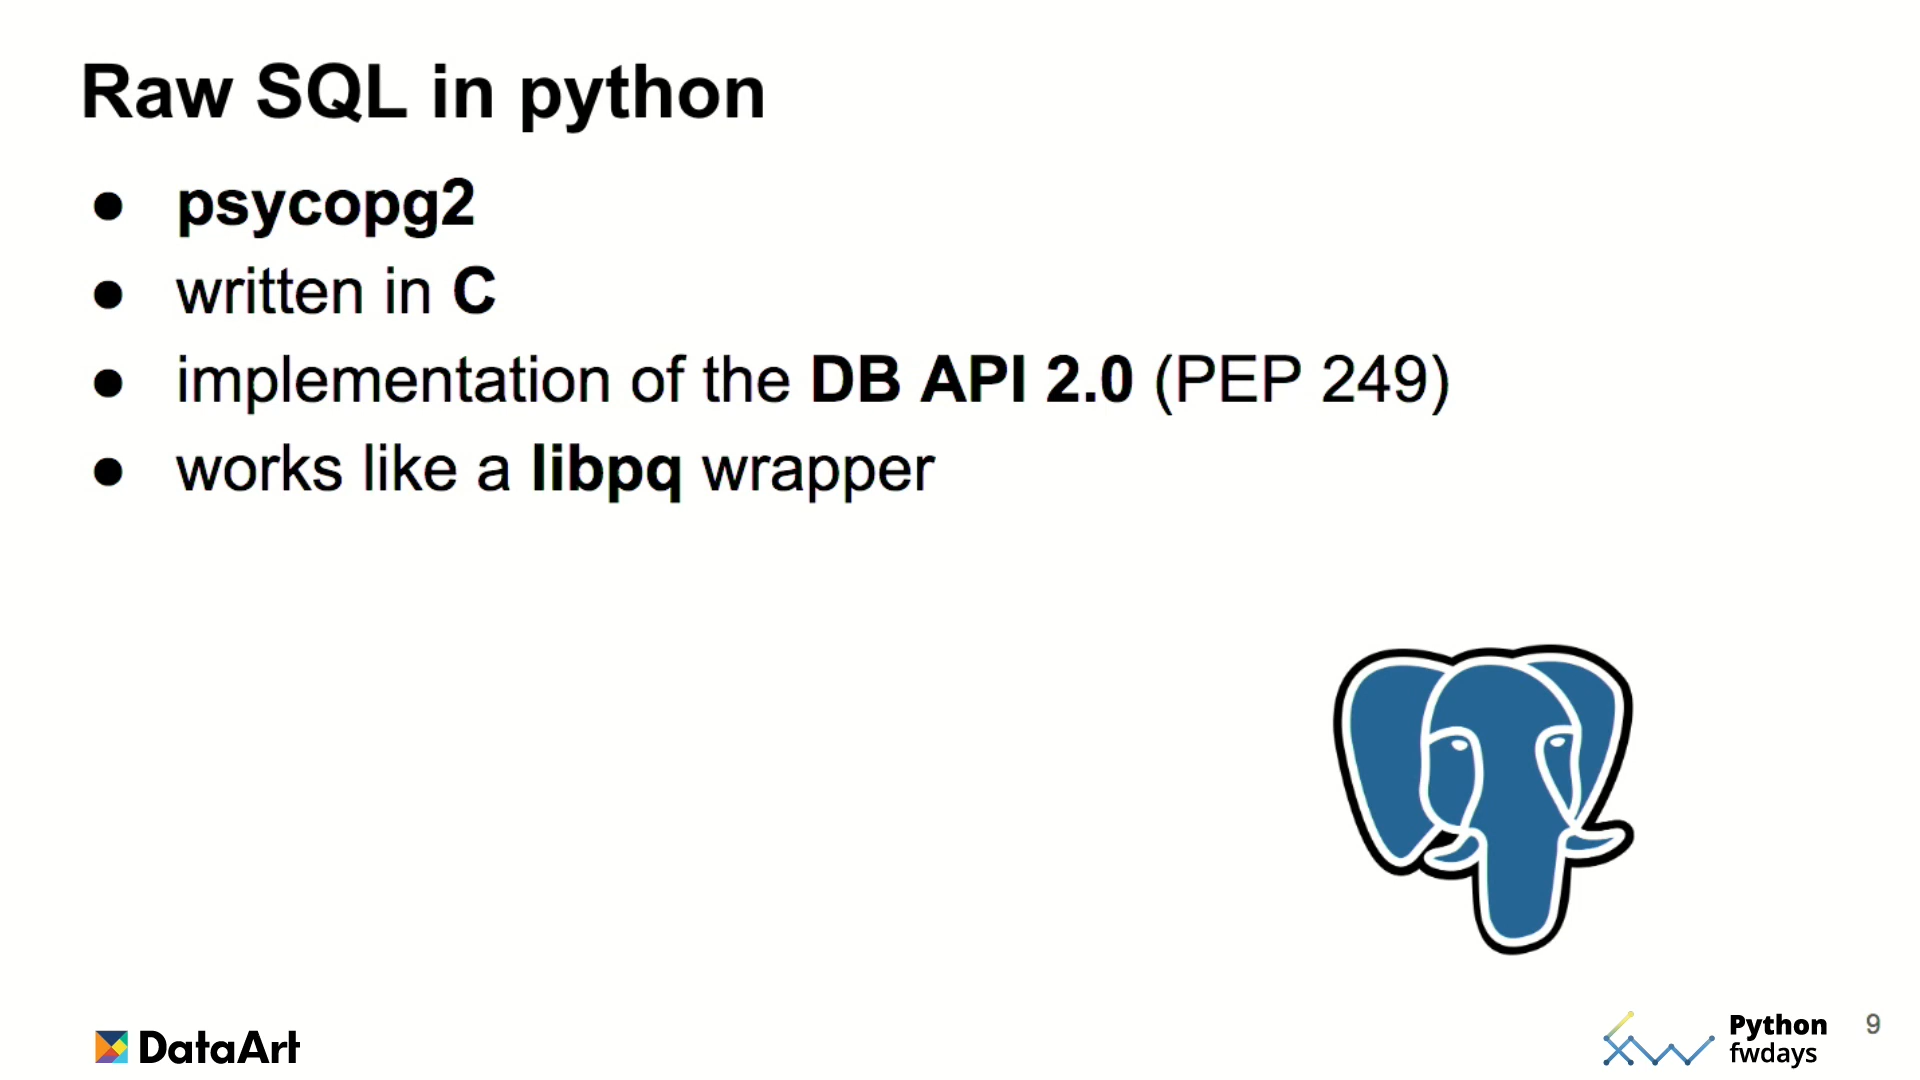 Raw SQL in python
● psycopg2
● written in C
● implementation of the DB API 2.0 (PEP 249)
● works like a libpq wrapper
DataArt
Python
fwdays
9